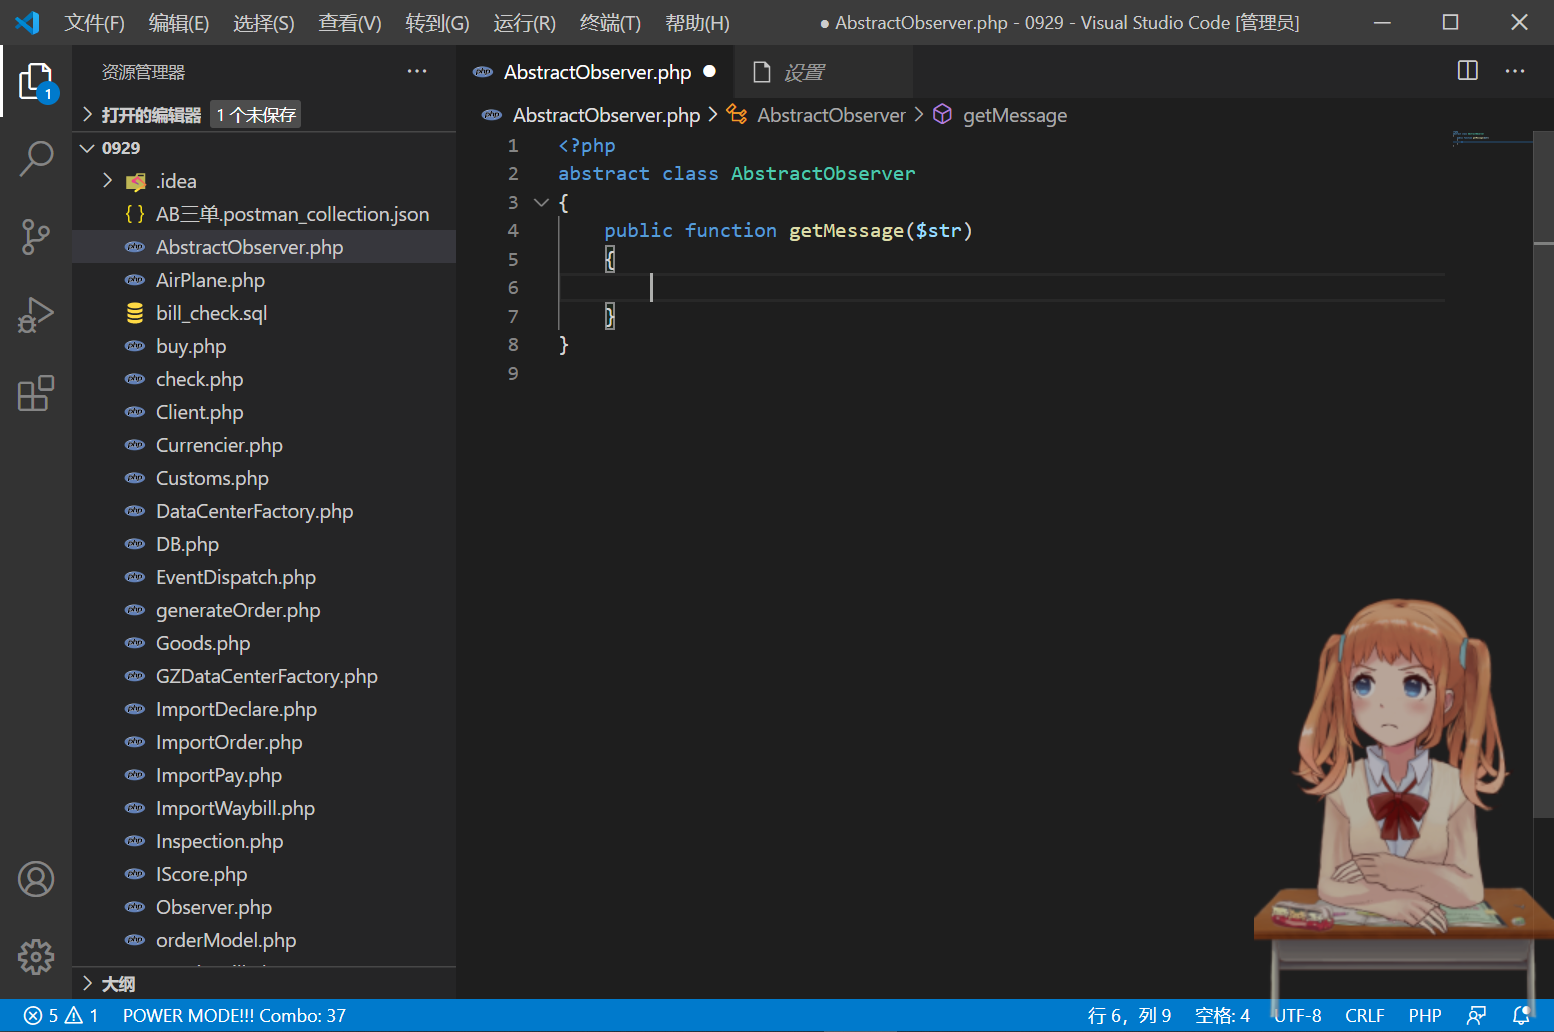 文件(F) 编辑(E) 选择(S) 查看(V) 转到(G) 运行(R) 终端(T) 帮助(H) ● AbstractObserver.php - 0929 - Visual Studio Code [管理员]
资源管理器 ···
AbstractObserver.php ● 设置
1
打开的编辑器 1 个未保存
AbstractObserver.php > AbstractObserver > getMessage
0929
.idea
{ } AB三单.postman_collection.json
AbstractObserver.php
AirPlane.php
bill_check.sql
buy.php
check.php
Client.php
Currencier.php
Customs.php
DataCenterFactory.php
DB.php
EventDispatch.php
generateOrder.php
Goods.php
GZDataCenterFactory.php
ImportDeclare.php
ImportOrder.php
ImportPay.php
ImportWaybill.php
Inspection.php
IScore.php
Observer.php
orderModel.php
大纲
1 <?php
2 abstract class AbstractObserver
3 {
4 public function getMessage($str)
5 {
6
7 }
8 }
9
5 1 POWER MODE!!! Combo: 37 行 6，列 9 空格: 4 UTF-8 CRLF PHP